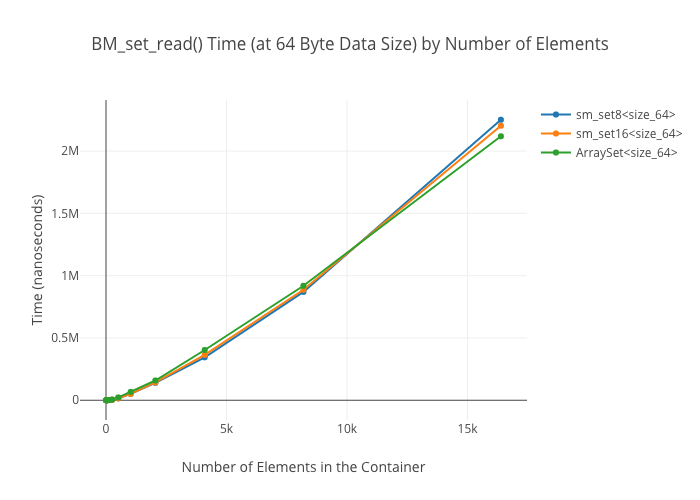 BM_set_read() Time (at 64 Byte Data Size) by Number of Elements
sm_set8<size_64>
sm_set16<size_64>
ArraySet<size_64>
Time (nanoseconds)
2M
1.5M
1M
0.5M
0
0 5k 10k 15k
Number of Elements in the Container